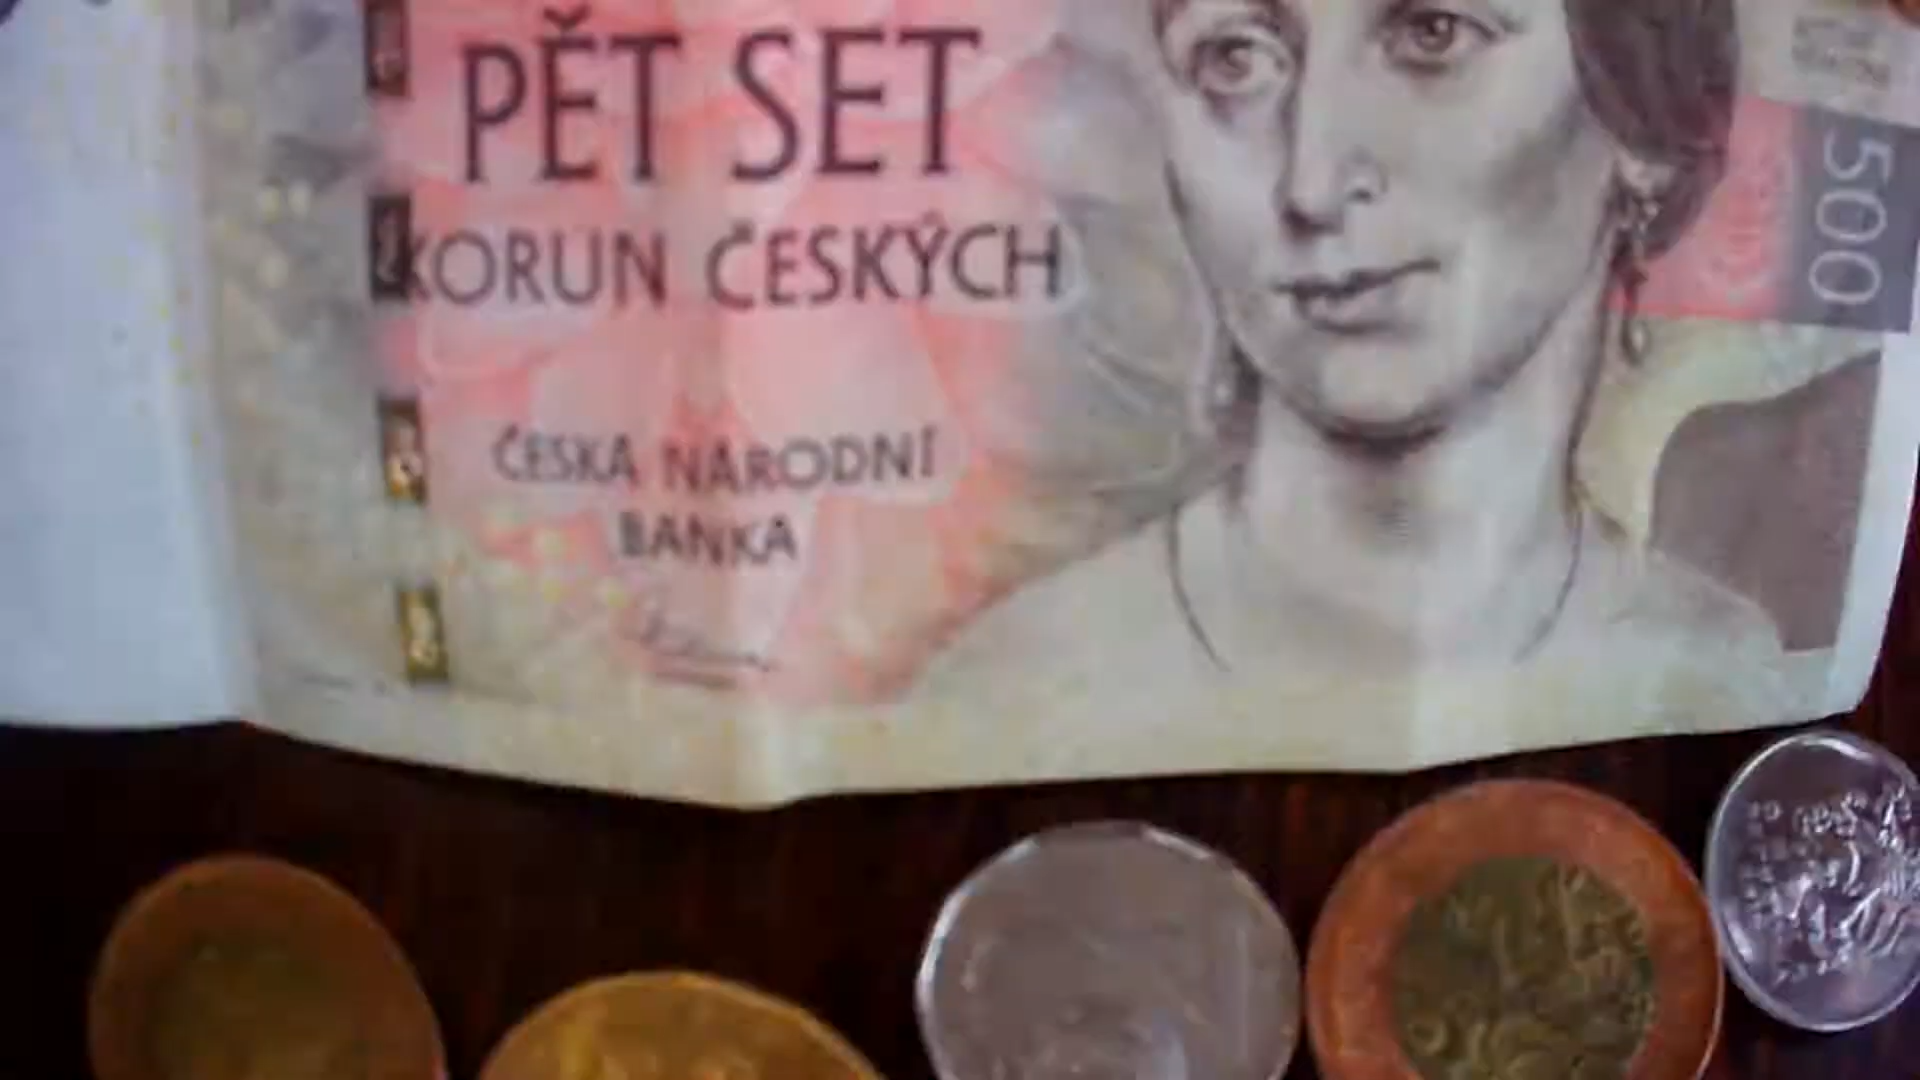 PĚT SET
KORUN ČESKÝCH
500
ČESKÁ NÁRODNÍ
BANKA